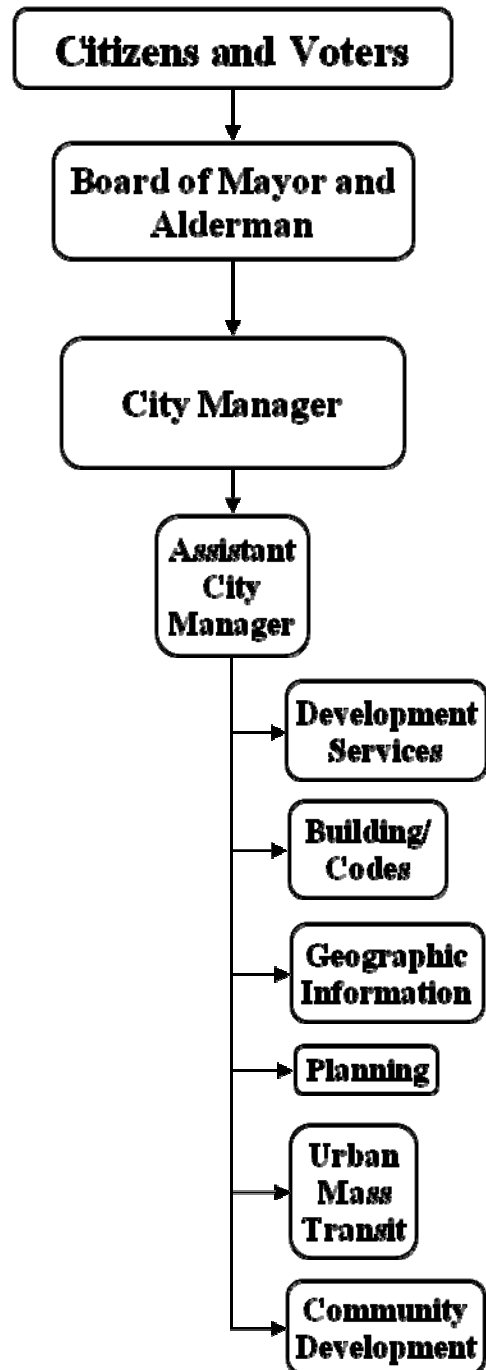 Citizens and Voters
Board of Mayor and
Alderman
City Manager
Assistant
City
Manager
Development
Services
Building/
Codes
Geographic
Information
Planning
Urban
Mass
Transit
Community
Development